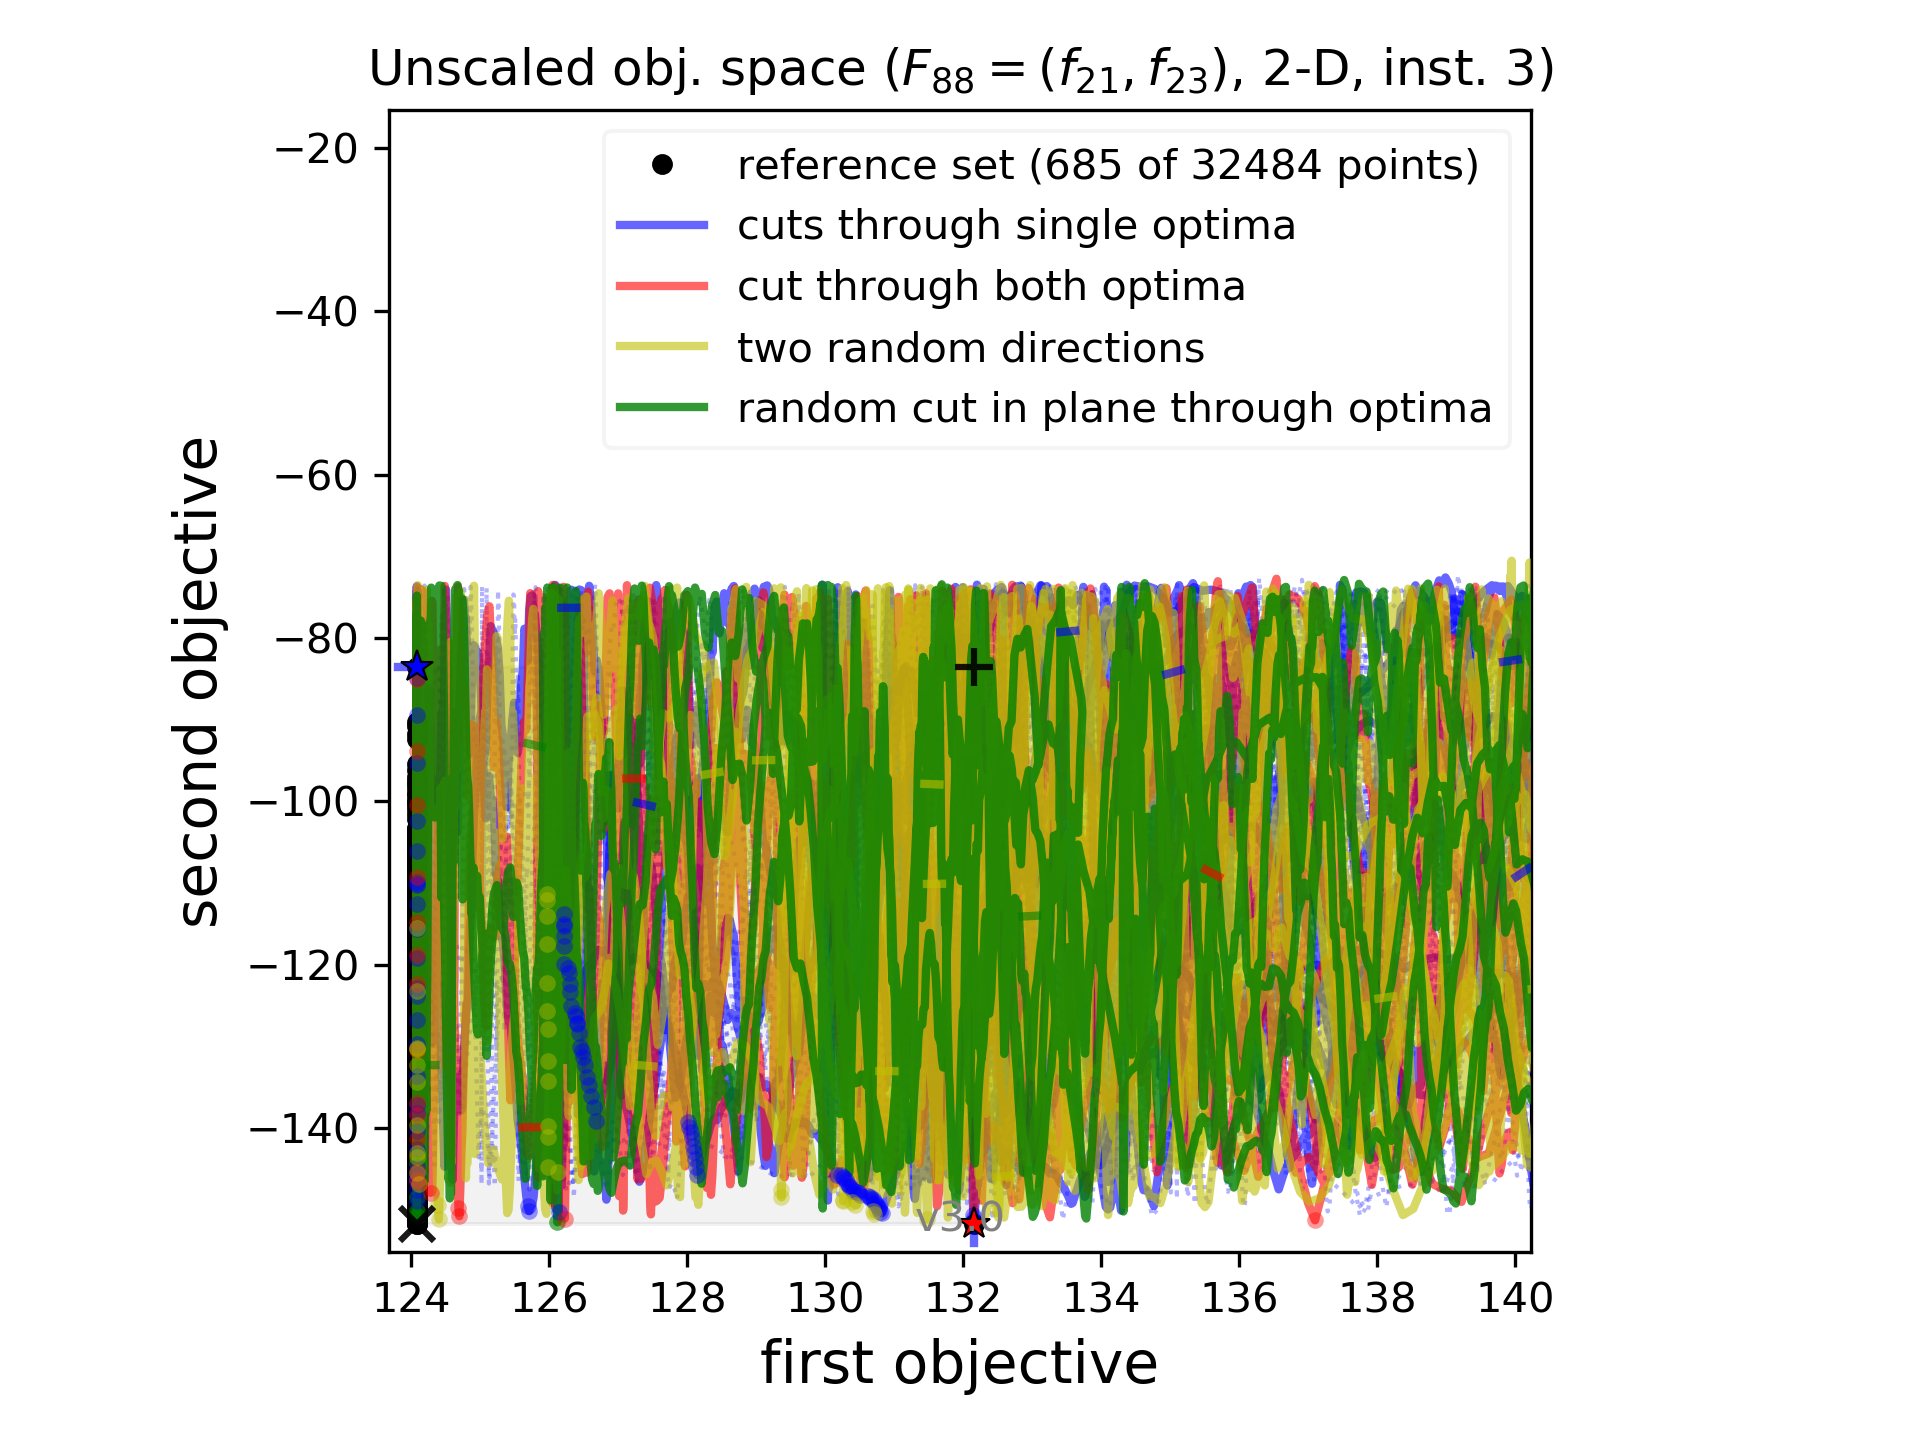 Unscaled obj. space (F₈₈ = (f₂₁, f₂₃), 2-D, inst. 3)
reference set (685 of 32484 points)
cuts through single optima
cut through both optima
two random directions
random cut in plane through optima
second objective
−20
−40
−60
−80
−100
−120
−140
124 126 128 130 132 134 136 138 140
first objective